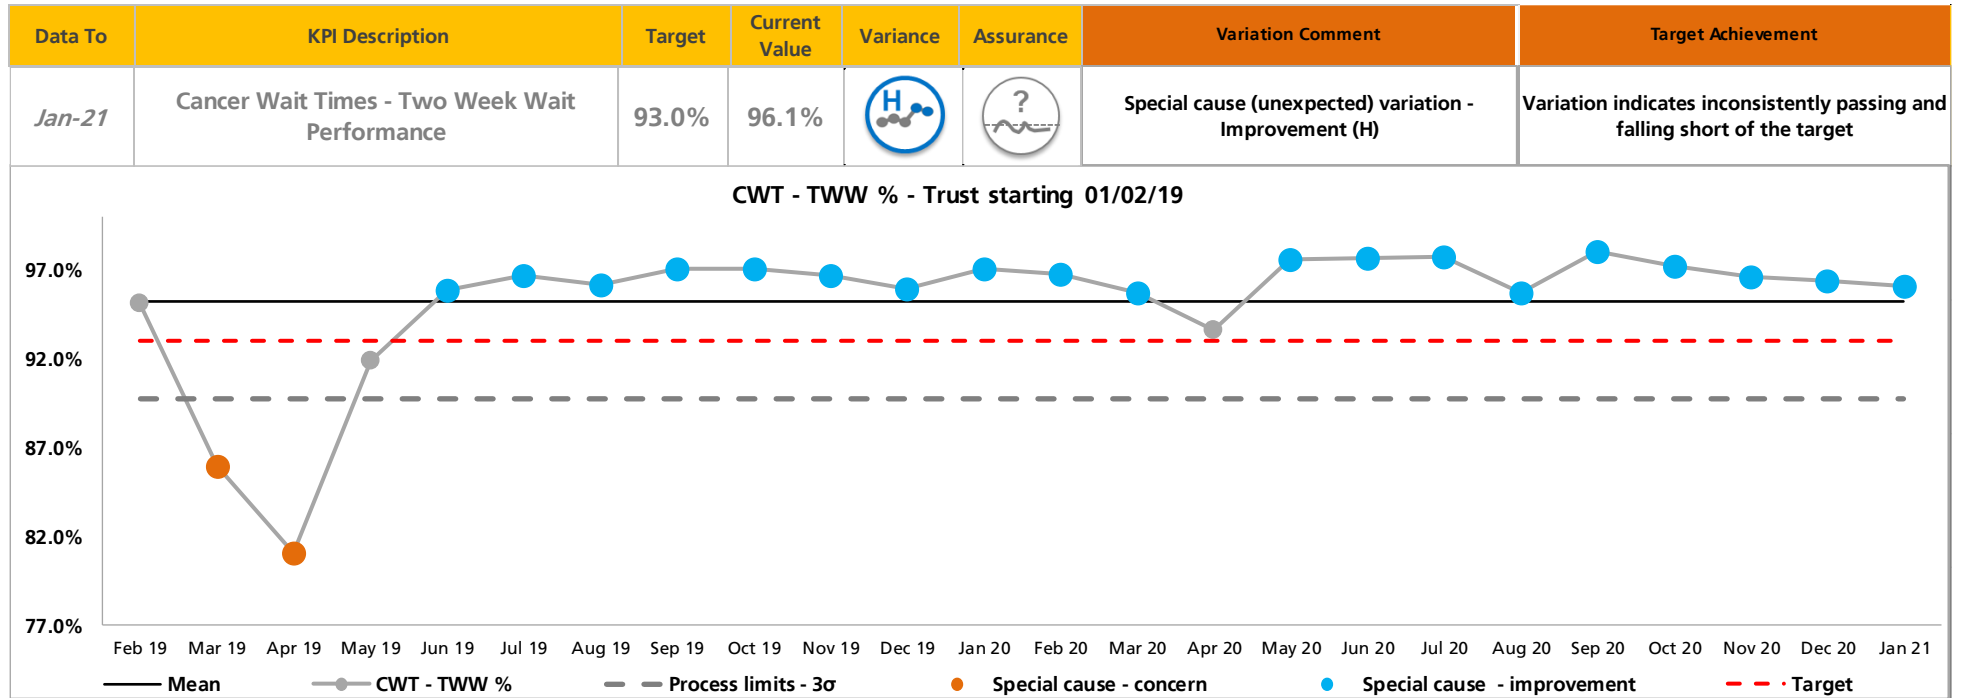 Data To KPI Description Target Current Value Variance Assurance Variation Comment Target Achievement
Jan-21 Cancer Wait Times - Two Week Wait Performance 93.0% 96.1% H ? Special cause (unexpected) variation - Improvement (H) Variation indicates inconsistently passing and falling short of the target
CWT - TWW % - Trust starting 01/02/19
97.0%
92.0%
87.0%
82.0%
77.0%
Feb 19 Mar 19 Apr 19 May 19 Jun 19 Jul 19 Aug 19 Sep 19 Oct 19 Nov 19 Dec 19 Jan 20 Feb 20 Mar 20 Apr 20 May 20 Jun 20 Jul 20 Aug 20 Sep 20 Oct 20 Nov 20 Dec 20 Jan 21
Mean CWT - TWW % Process limits - 3σ Special cause - concern Special cause - improvement Target